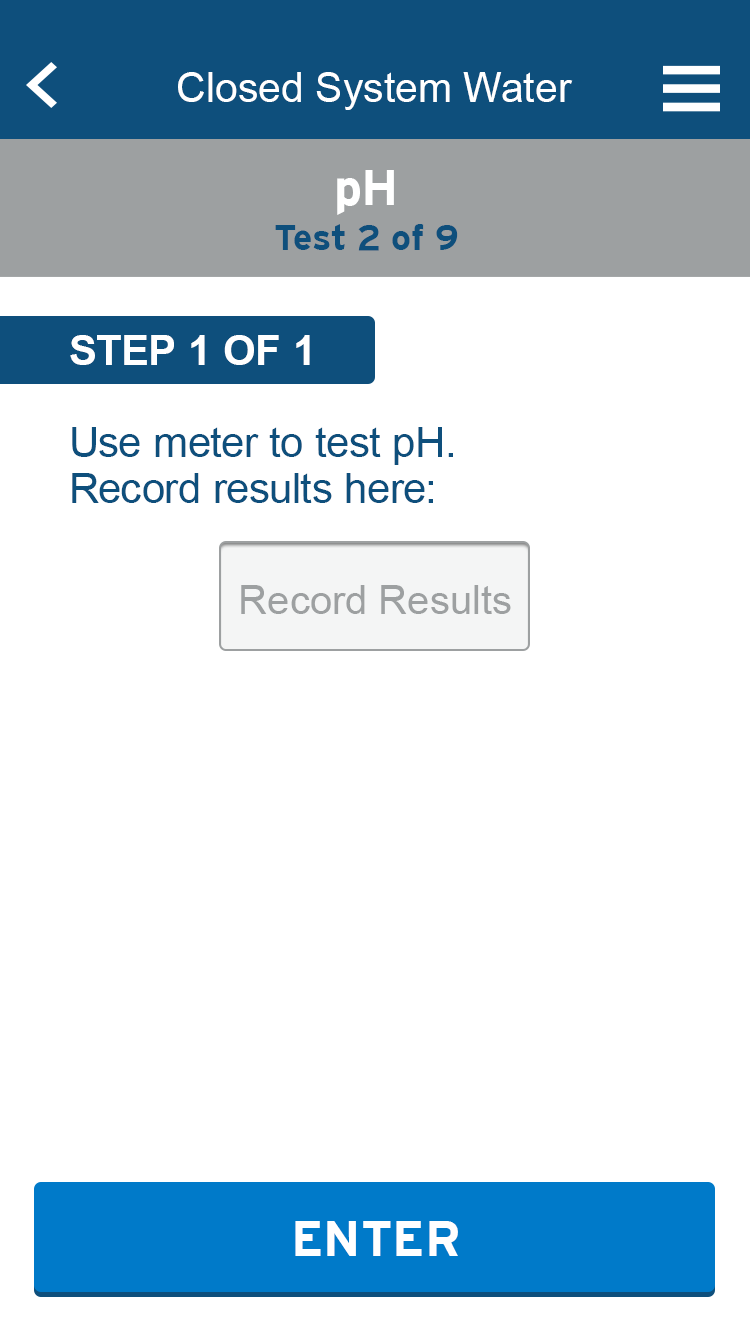 Closed System Water
pH
Test 2 of 9
STEP 1 OF 1
Use meter to test pH.
Record results here:
Record Results
ENTER